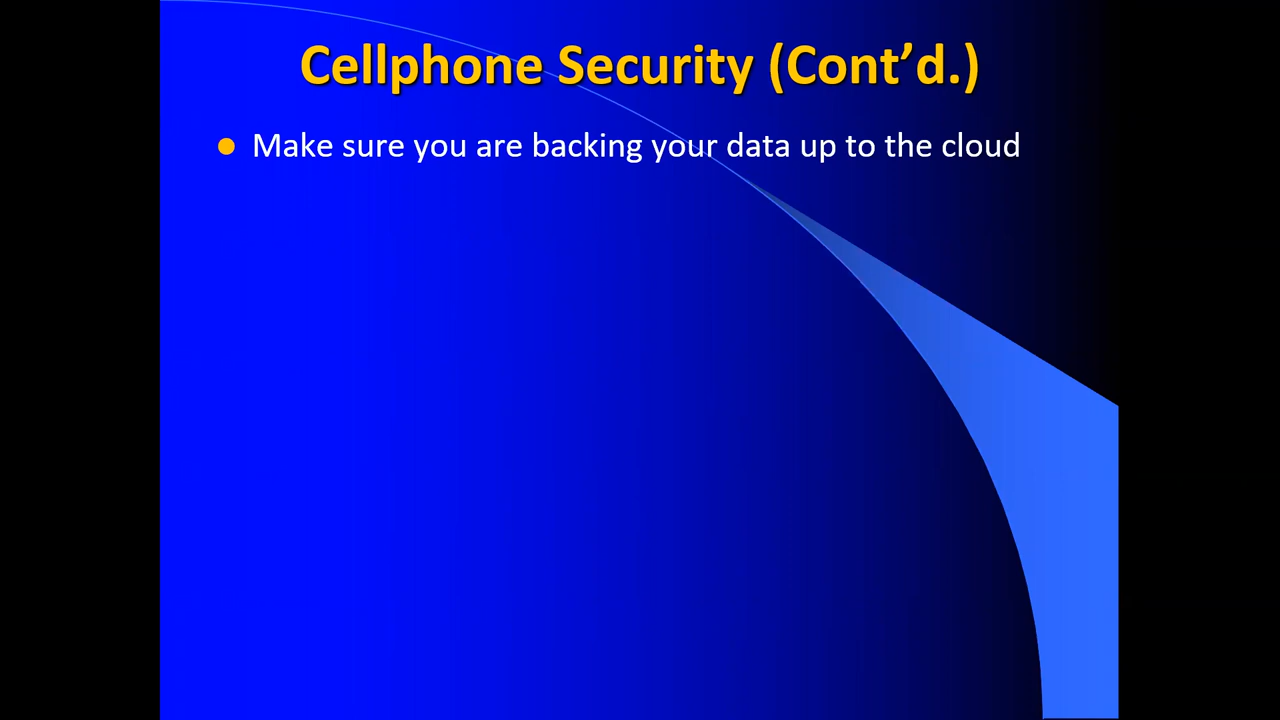 Cellphone Security (Cont’d.)
Make sure you are backing your data up to the cloud